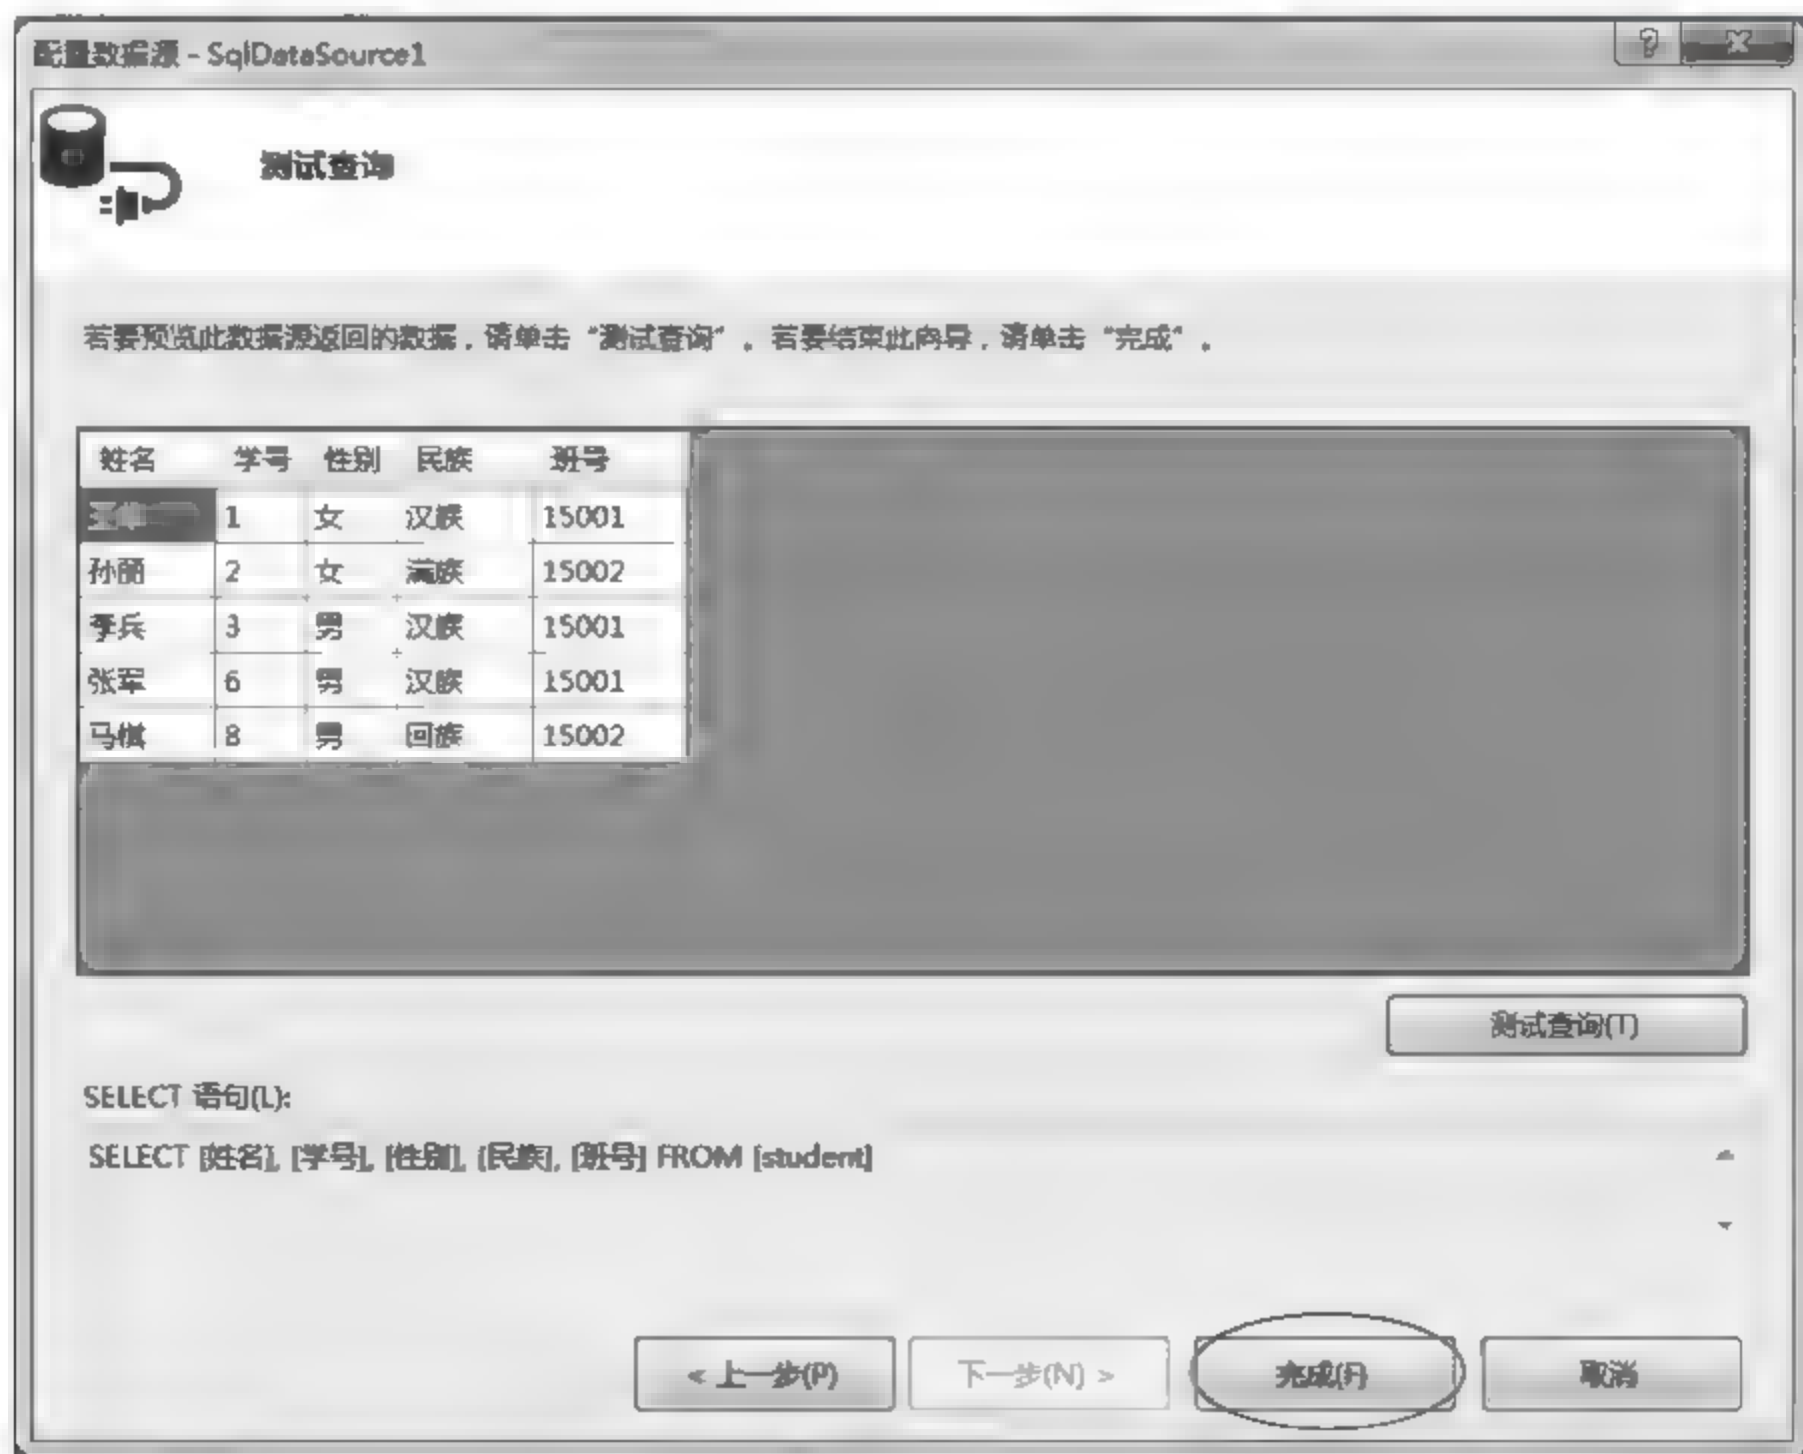 配置数据源 - SqlDataSource1
测试查询
若要预览此数据源返回的数据，请单击“测试查询”。若要结束此向导，请单击“完成”。
姓名 学号 性别 民族 班号
1 女 汉族 15001
孙丽 2 女 满族 15002
李兵 3 男 汉族 15001
张军 6 男 汉族 15001
马棋 8 男 回族 15002
测试查询(T)
SELECT 语句(L):
SELECT [姓名], [学号], [性别], [民族], [班号] FROM [student]
< 上一步(P) 下一步(N) > 完成(F) 取消